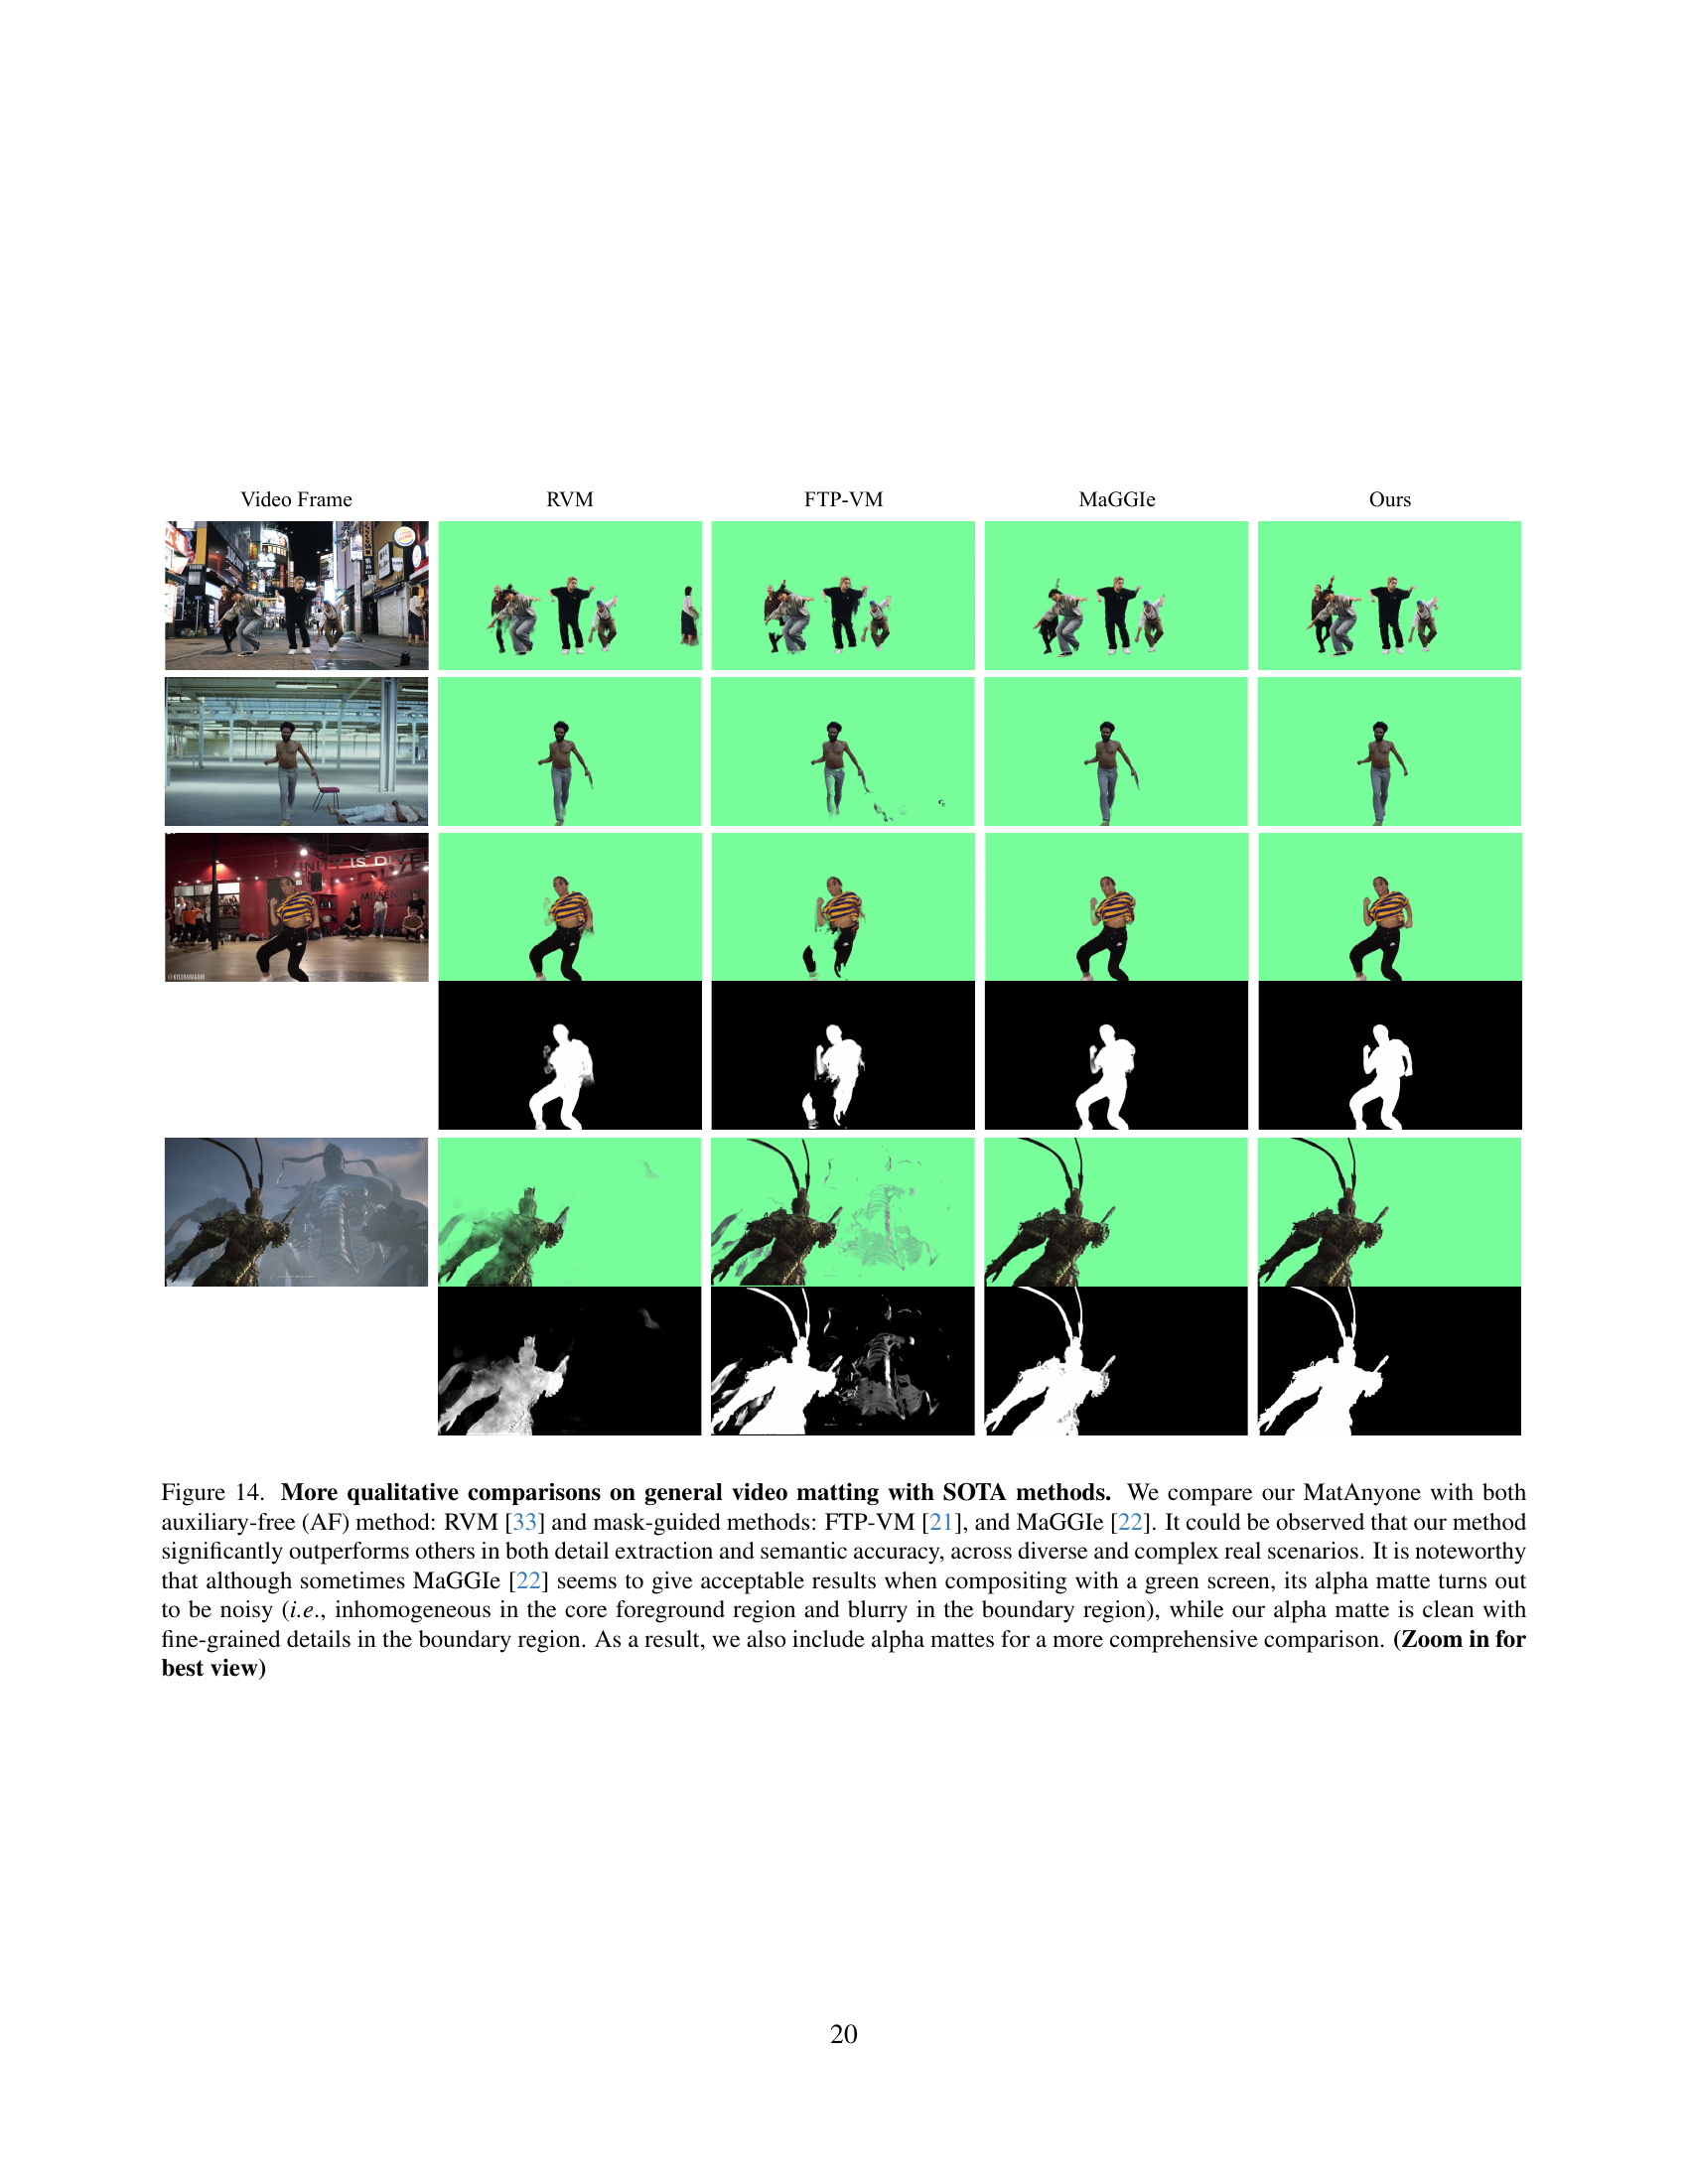 Video Frame RVM FTP-VM MaGGIe Ours
UNITY IS DIVE
Figure 14. More qualitative comparisons on general video matting with SOTA methods. We compare our MatAnyone with both
auxiliary-free (AF) method: RVM [33] and mask-guided methods: FTP-VM [21], and MaGGIe [22]. It could be observed that our method
significantly outperforms others in both detail extraction and semantic accuracy, across diverse and complex real scenarios. It is noteworthy
that although sometimes MaGGIe [22] seems to give acceptable results when compositing with a green screen, its alpha matte turns out
to be noisy (i.e., inhomogeneous in the core foreground region and blurry in the boundary region), while our alpha matte is clean with
fine-grained details in the boundary region. As a result, we also include alpha mattes for a more comprehensive comparison. (Zoom in for
best view)
20